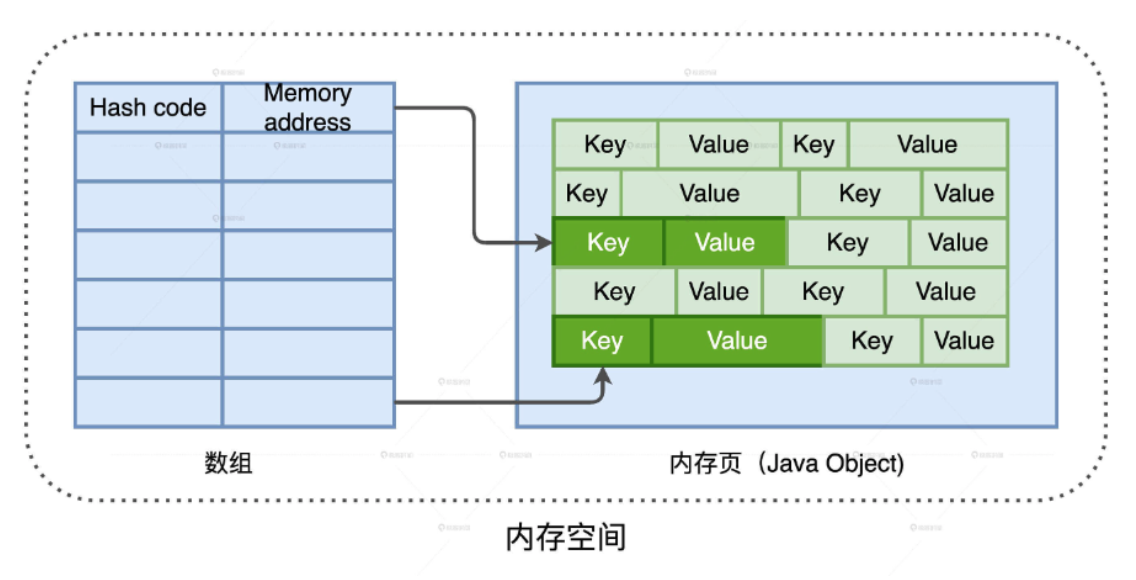 Hash code
Memory
address
Key Value Key Value
Key Value Key Value
Key Value Key Value
Key Value Key Value
Key Value Key Value
数组
内存页（Java Object)
内存空间